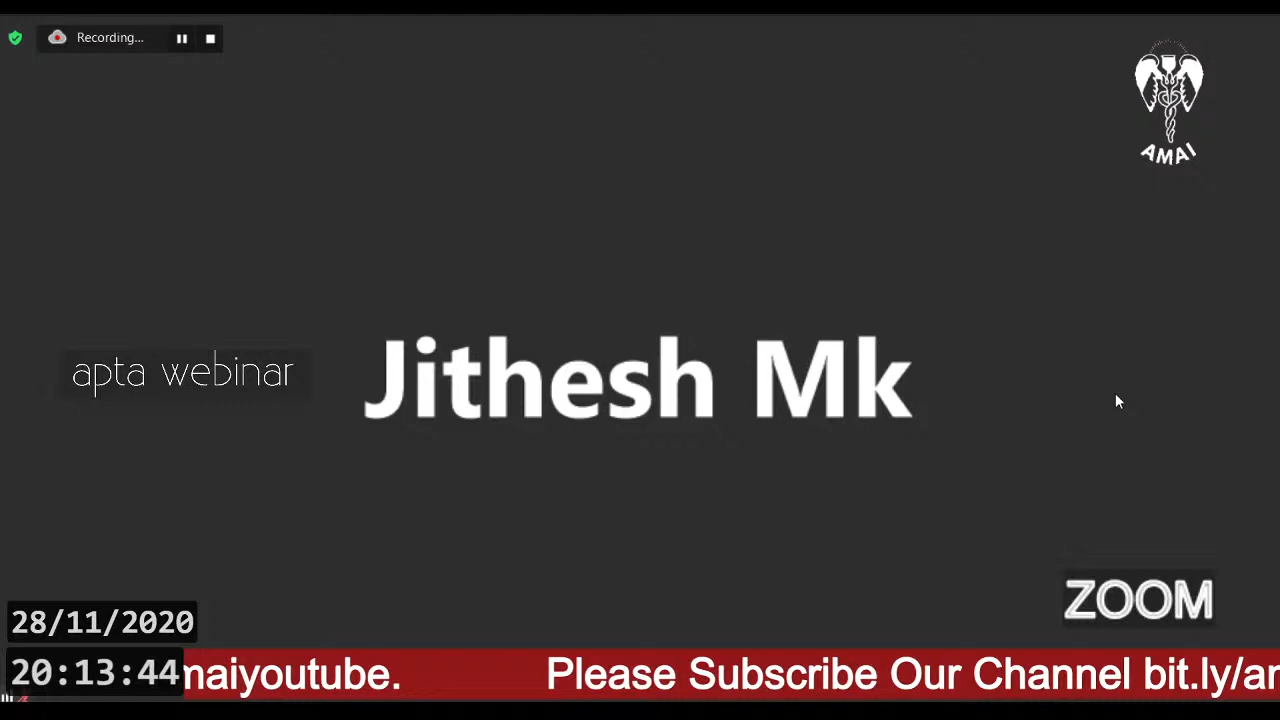 Recording...
AMAI
apta webinar
Jithesh Mk
ZOOM
28/11/2020
20:13:44
maiyoutube. Please Subscribe Our Channel bit.ly/ar